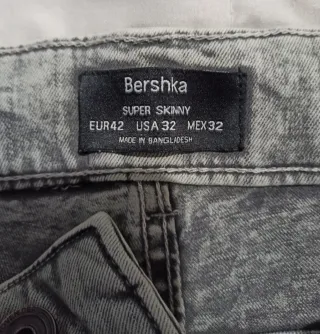 Bershka
SUPER SKINNY
EUR42 USA32 MEX32
MADE IN BANGLADESH